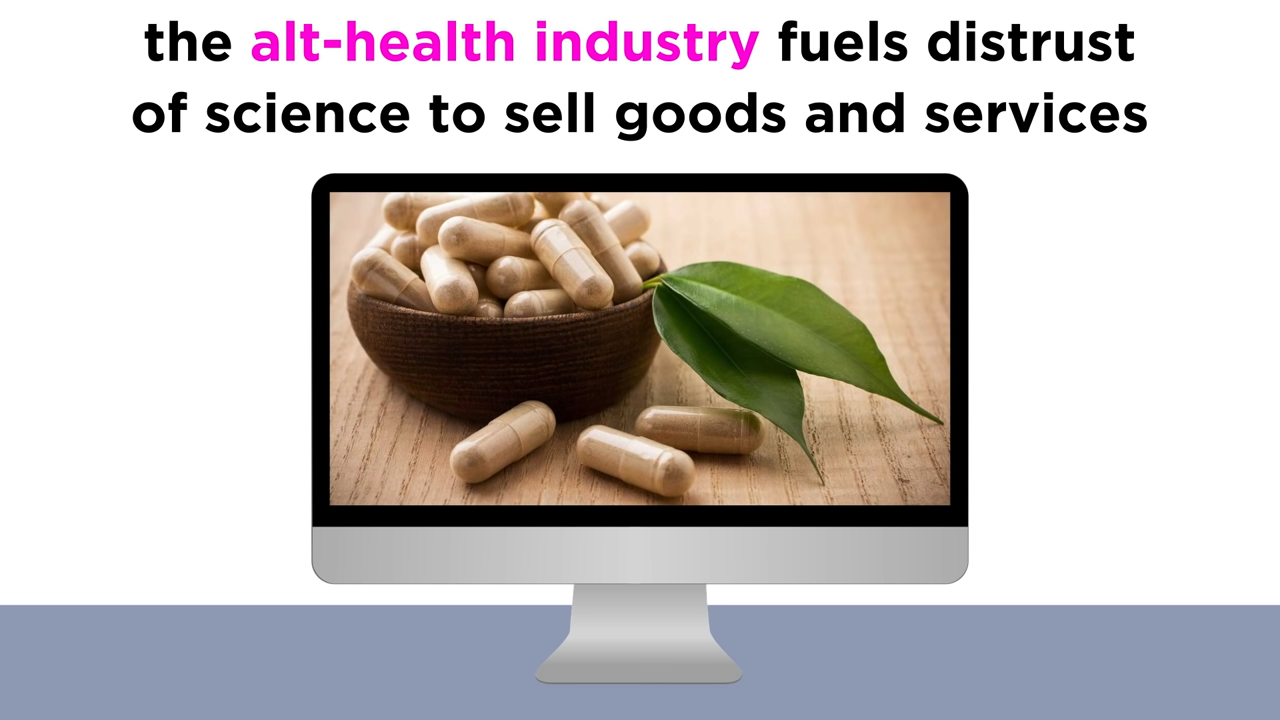 the alt-health industry fuels distrust
of science to sell goods and services